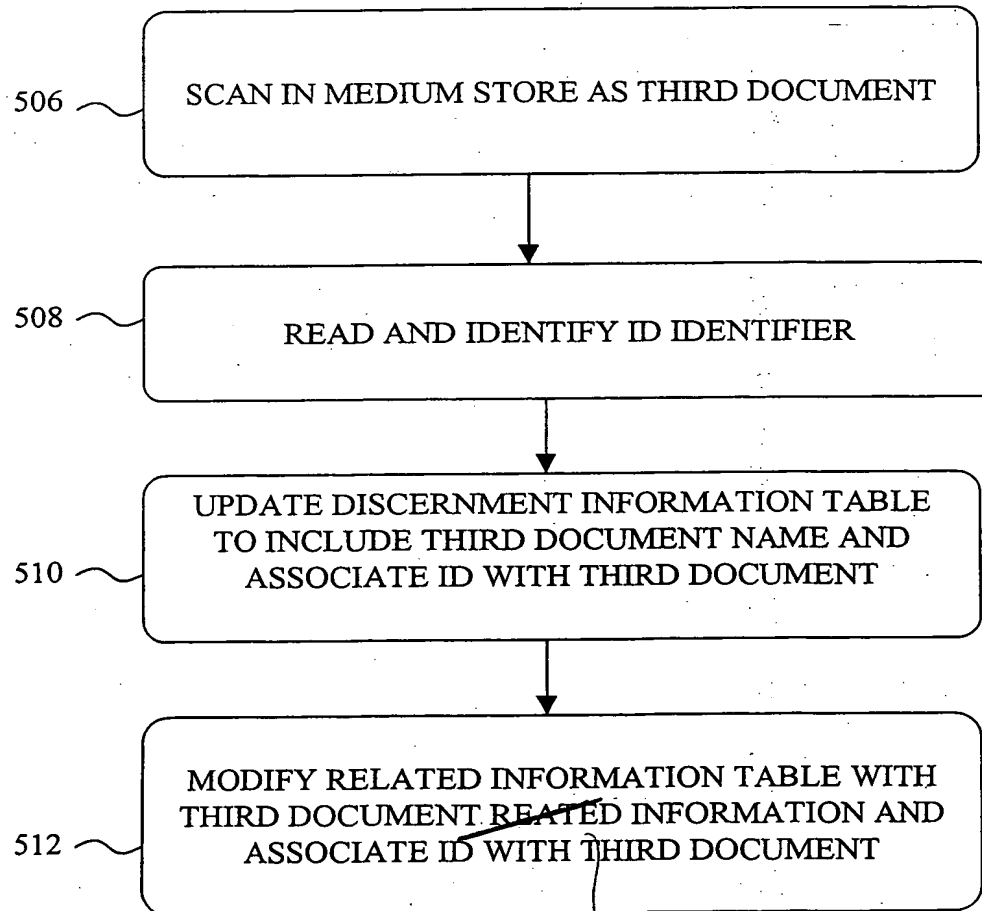 506
SCAN IN MEDIUM STORE AS THIRD DOCUMENT
508
READ AND IDENTIFY ID IDENTIFIER
510
UPDATE DISCERNMENT INFORMATION TABLE
TO INCLUDE THIRD DOCUMENT NAME AND
ASSOCIATE ID WITH THIRD DOCUMENT
512
MODIFY RELATED INFORMATION TABLE WITH
THIRD DOCUMENT REATED INFORMATION AND
ASSOCIATE ID WITH THIRD DOCUMENT